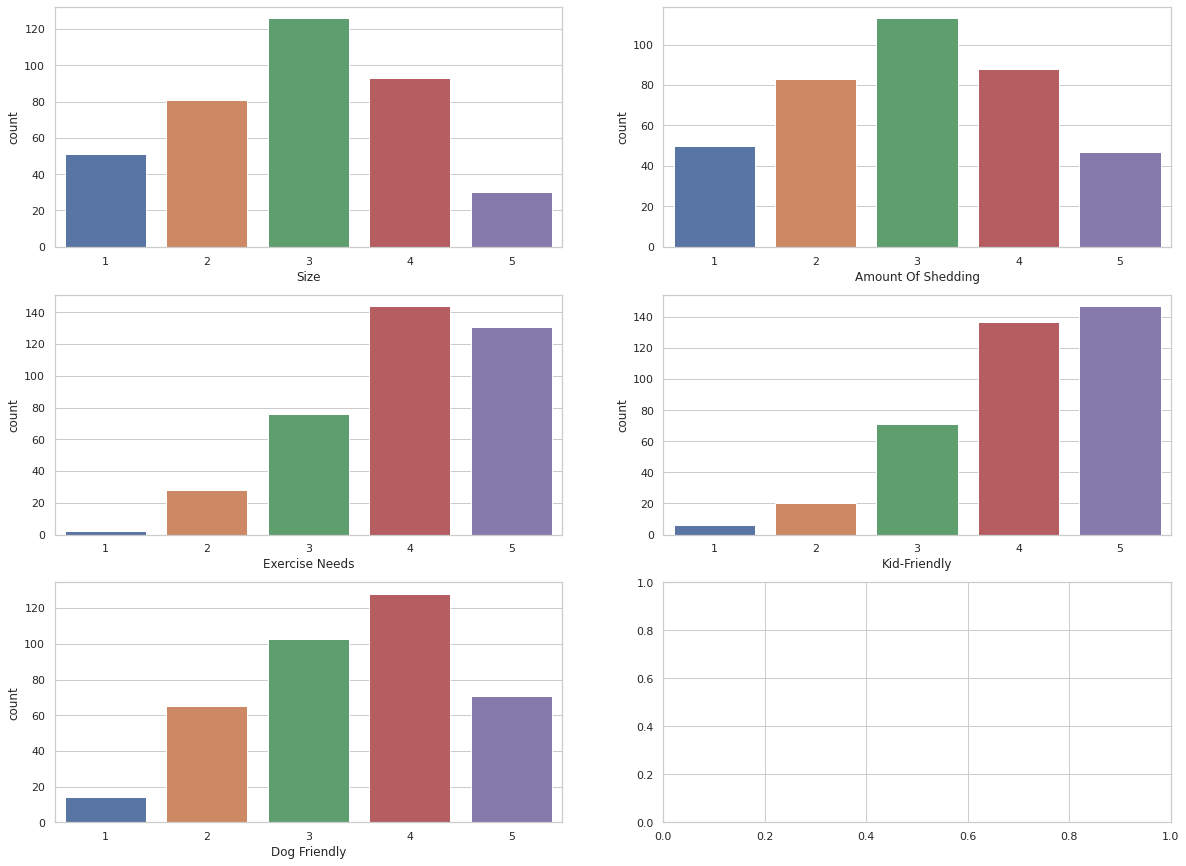 120
100
80
60
40
20
0
count
1 2 3 4 5
Size
100
80
60
40
20
0
count
1 2 3 4 5
Amount Of Shedding
140
120
100
80
60
40
20
0
count
1 2 3 4 5
Exercise Needs
140
120
100
80
60
40
20
0
count
1 2 3 4 5
Kid-Friendly
120
100
80
60
40
20
0
count
1 2 3 4 5
Dog Friendly
1.0
0.8
0.6
0.4
0.2
0.0
0.0 0.2 0.4 0.6 0.8 1.0